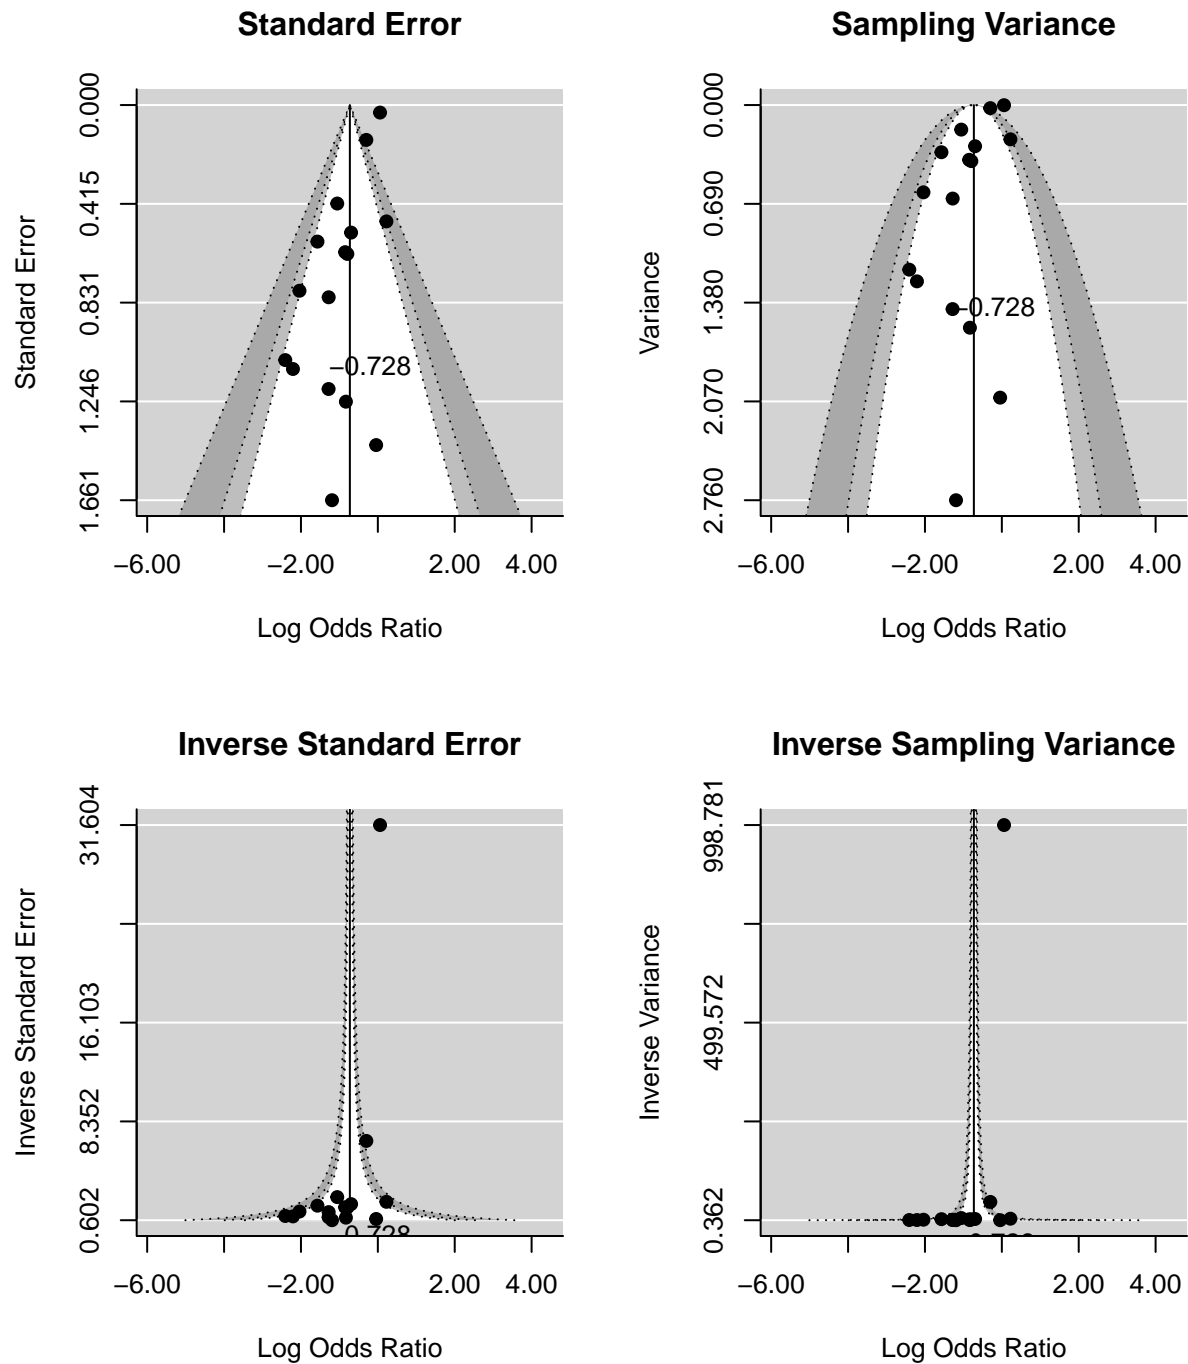 Standard Error
Standard Error
0.000
0.415
0.831
1.246
1.661
−0.728
−6.00 −2.00 2.00 4.00
Log Odds Ratio
Sampling Variance
Variance
0.000
0.690
1.380
2.070
2.760
−0.728
−6.00 −2.00 2.00 4.00
Log Odds Ratio
Inverse Standard Error
Inverse Standard Error
31.604
16.103
8.352
0.602
−6.00 −2.00 2.00 4.00
Log Odds Ratio
Inverse Sampling Variance
Inverse Variance
998.781
499.572
0.362
−6.00 −2.00 2.00 4.00
Log Odds Ratio